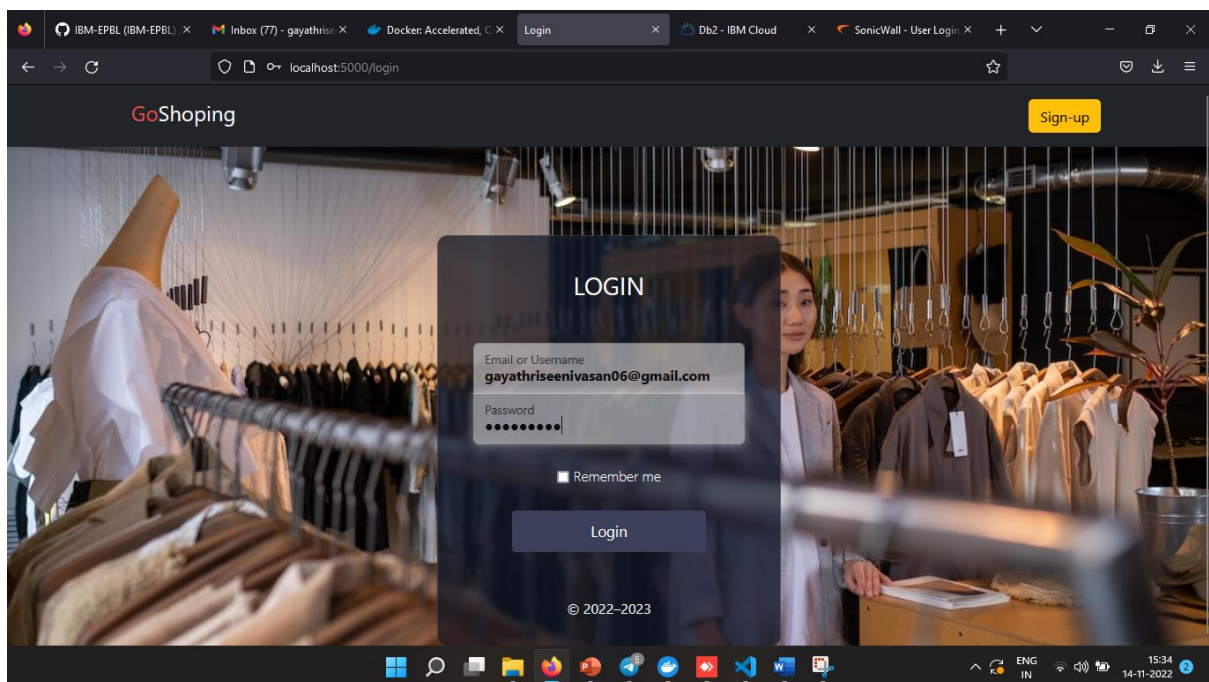 IBM-EPBL (IBM-EPBL)
Inbox (77) - gayathrise
Docker: Accelerated, C
Login
Db2 - IBM Cloud
SonicWall - User Login
localhost:5000/login
GoShoping
Sign-up
LOGIN
Email or Username
gayathriseenivasan06@gmail.com
Password
Remember me
Login
© 2022–2023
ENG
IN
15:34
14-11-2022
2